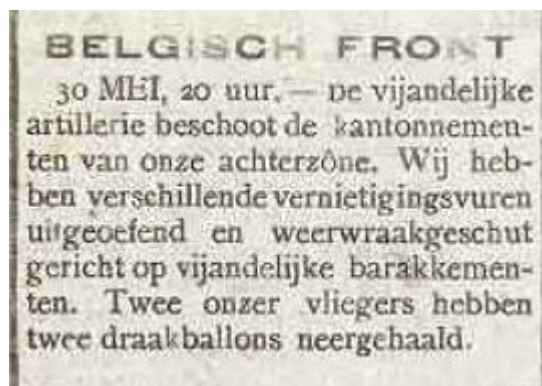 BELGISCH FRONT
30 MEI, 20 uur. — De vijandelijke
artillerie beschoot de kantonnemen-
ten van onze achterzône. Wij heb-
ben verschillende vernietigingsvuren
uitgeoefend en weerwraakgeschut
gericht op vijandelijke barakkemen-
ten. Twee onzer vliegers hebben
twee draakballons neergehaald.